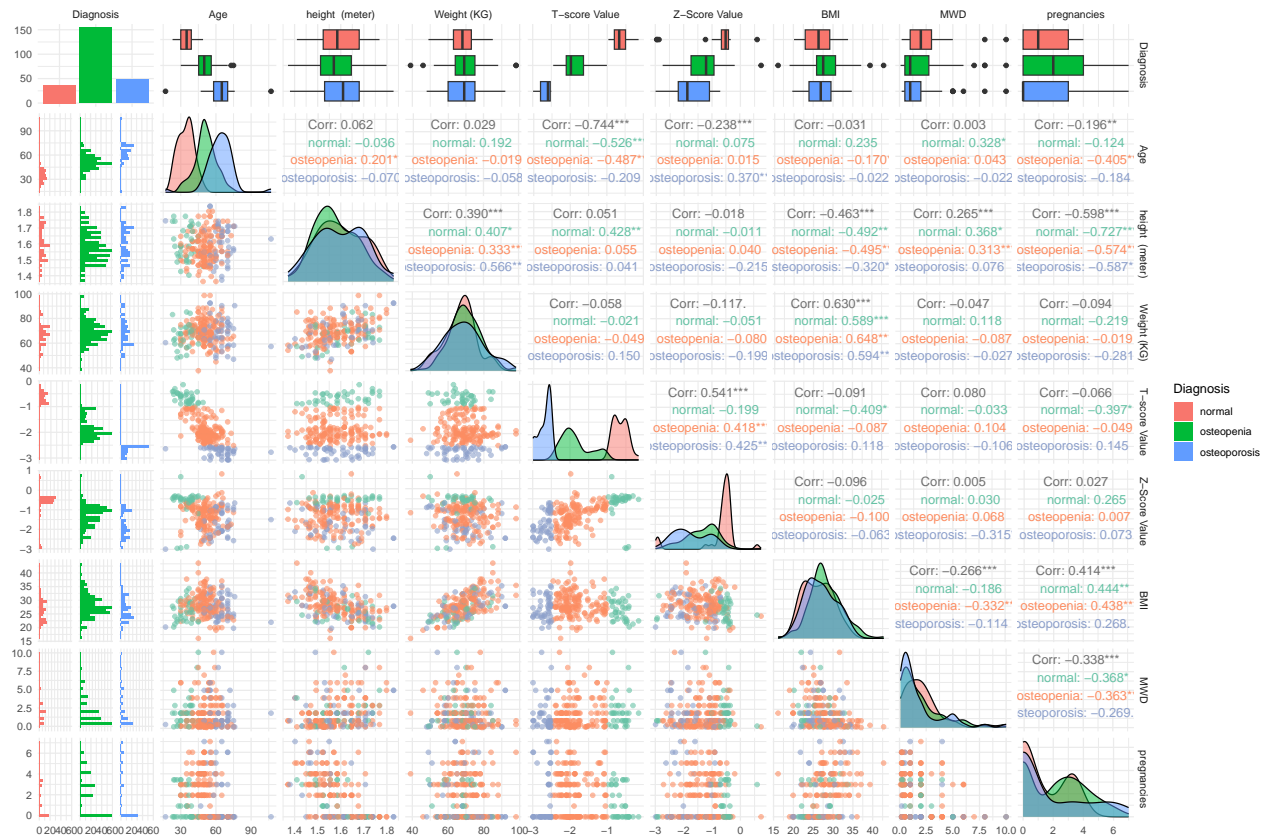 Diagnosis Age height (meter) Weight (KG) T−score Value Z−Score Value BMI MWD pregnancies
150
100
50
0
Diagnosis
90
60
30
Corr: 0.062 Corr: 0.029 Corr: −0.744*** Corr: −0.238*** Corr: −0.031 Corr: 0.003 Corr: −0.196**
normal: −0.036 normal: 0.192 normal: −0.526** normal: 0.075 normal: 0.235 normal: 0.328* normal: −0.124
osteopenia: 0.201* osteopenia: −0.019 osteopenia: −0.487* osteopenia: 0.015 osteopenia: −0.170 osteopenia: 0.043 osteopenia: −0.405*
osteoporosis: −0.070 osteoporosis: −0.058 osteoporosis: −0.209 osteoporosis: 0.370* osteoporosis: −0.022 osteoporosis: −0.022 osteoporosis: −0.184
Age
1.8
1.7
1.6
1.5
1.4
Corr: 0.390*** Corr: 0.051 Corr: −0.018 Corr: −0.463*** Corr: 0.265*** Corr: −0.598***
normal: 0.407* normal: 0.428** normal: −0.011 normal: −0.492** normal: 0.368* normal: −0.727**
osteopenia: 0.333** osteopenia: 0.055 osteopenia: 0.040 osteopenia: −0.495* osteopenia: 0.313** osteopenia: −0.574*
osteoporosis: 0.566** osteoporosis: 0.041 osteoporosis: −0.215 osteoporosis: −0.320* osteoporosis: 0.076 osteoporosis: −0.587*
height (meter)
100
80
60
40
Corr: −0.058 Corr: −0.117. Corr: 0.630*** Corr: −0.047 Corr: −0.094
normal: −0.021 normal: −0.051 normal: 0.589*** normal: 0.118 normal: −0.219
osteopenia: −0.049 osteopenia: −0.080 osteopenia: 0.648** osteopenia: −0.087 osteopenia: −0.019
osteoporosis: 0.150 osteoporosis: −0.199 osteoporosis: 0.594** osteoporosis: −0.027 osteoporosis: −0.281
Weight (KG)
0
−1
−2
−3
Corr: 0.541*** Corr: −0.091 Corr: 0.080 Corr: −0.066
normal: −0.199 normal: −0.409* normal: −0.033 normal: −0.397*
osteopenia: 0.418** osteopenia: −0.087 osteopenia: 0.104 osteopenia: −0.049
osteoporosis: 0.425** osteoporosis: 0.118 osteoporosis: −0.106 osteoporosis: 0.145
T−score Value
1
0
−1
−2
−3
Corr: −0.096 Corr: 0.005 Corr: 0.027
normal: −0.025 normal: 0.030 normal: 0.265
osteopenia: −0.100 osteopenia: 0.068 osteopenia: 0.007
osteoporosis: −0.063 osteoporosis: −0.315 osteoporosis: 0.073
Z−Score Value
40
35
30
25
20
15
Corr: −0.266*** Corr: 0.414***
normal: −0.186 normal: 0.444**
osteopenia: −0.332* osteopenia: 0.438**
osteoporosis: −0.114 osteoporosis: 0.268.
BMI
10.0
7.5
5.0
2.5
0.0
Corr: −0.338***
normal: −0.368*
osteopenia: −0.363*
osteoporosis: −0.269.
MWD
6
4
2
0
pregnancies
0 20 40 60 0 20 40 60 0 20 40 60 30 60 90 1.4 1.5 1.6 1.7 1.8 40 60 80 100 −3 −2 −1 −3 −2 −1 0 15 20 25 30 35 40 0.0 2.5 5.0 7.5 10.0 0 2 4 6
Diagnosis
normal
osteopenia
osteoporosis